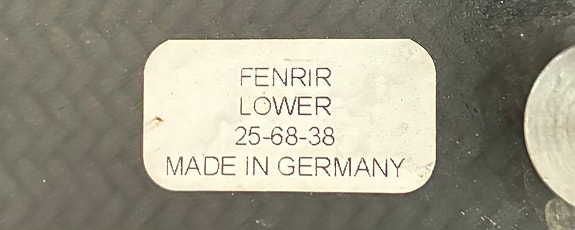 FENRIR
LOWER
25-68-38
MADE IN GERMANY